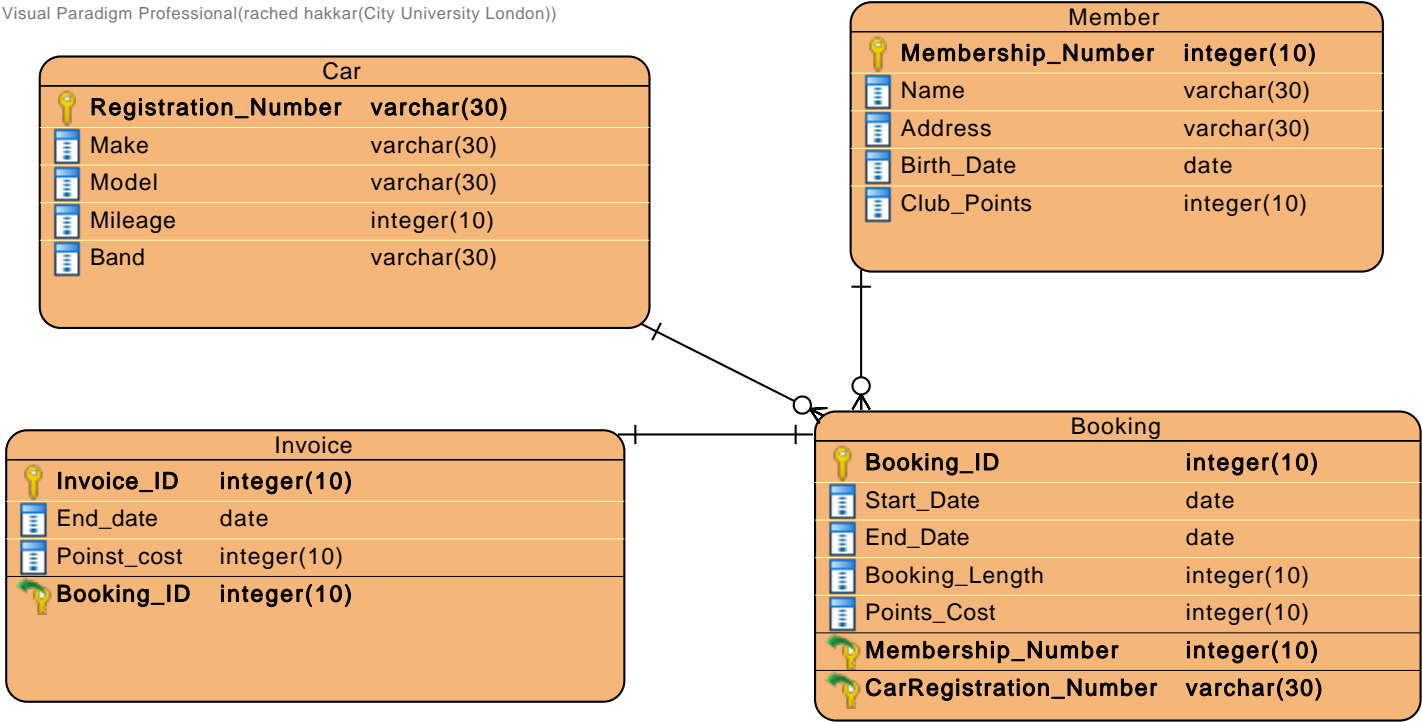 Visual Paradigm Professional(rached hakkar(City University London))
Car
Registration_Number varchar(30)
Make varchar(30)
Model varchar(30)
Mileage integer(10)
Band varchar(30)
Member
Membership_Number integer(10)
Name varchar(30)
Address varchar(30)
Birth_Date date
Club_Points integer(10)
Invoice
Invoice_ID integer(10)
End_date date
Poinst_cost integer(10)
Booking_ID integer(10)
Booking
Booking_ID integer(10)
Start_Date date
End_Date date
Booking_Length integer(10)
Points_Cost integer(10)
Membership_Number integer(10)
CarRegistration_Number varchar(30)